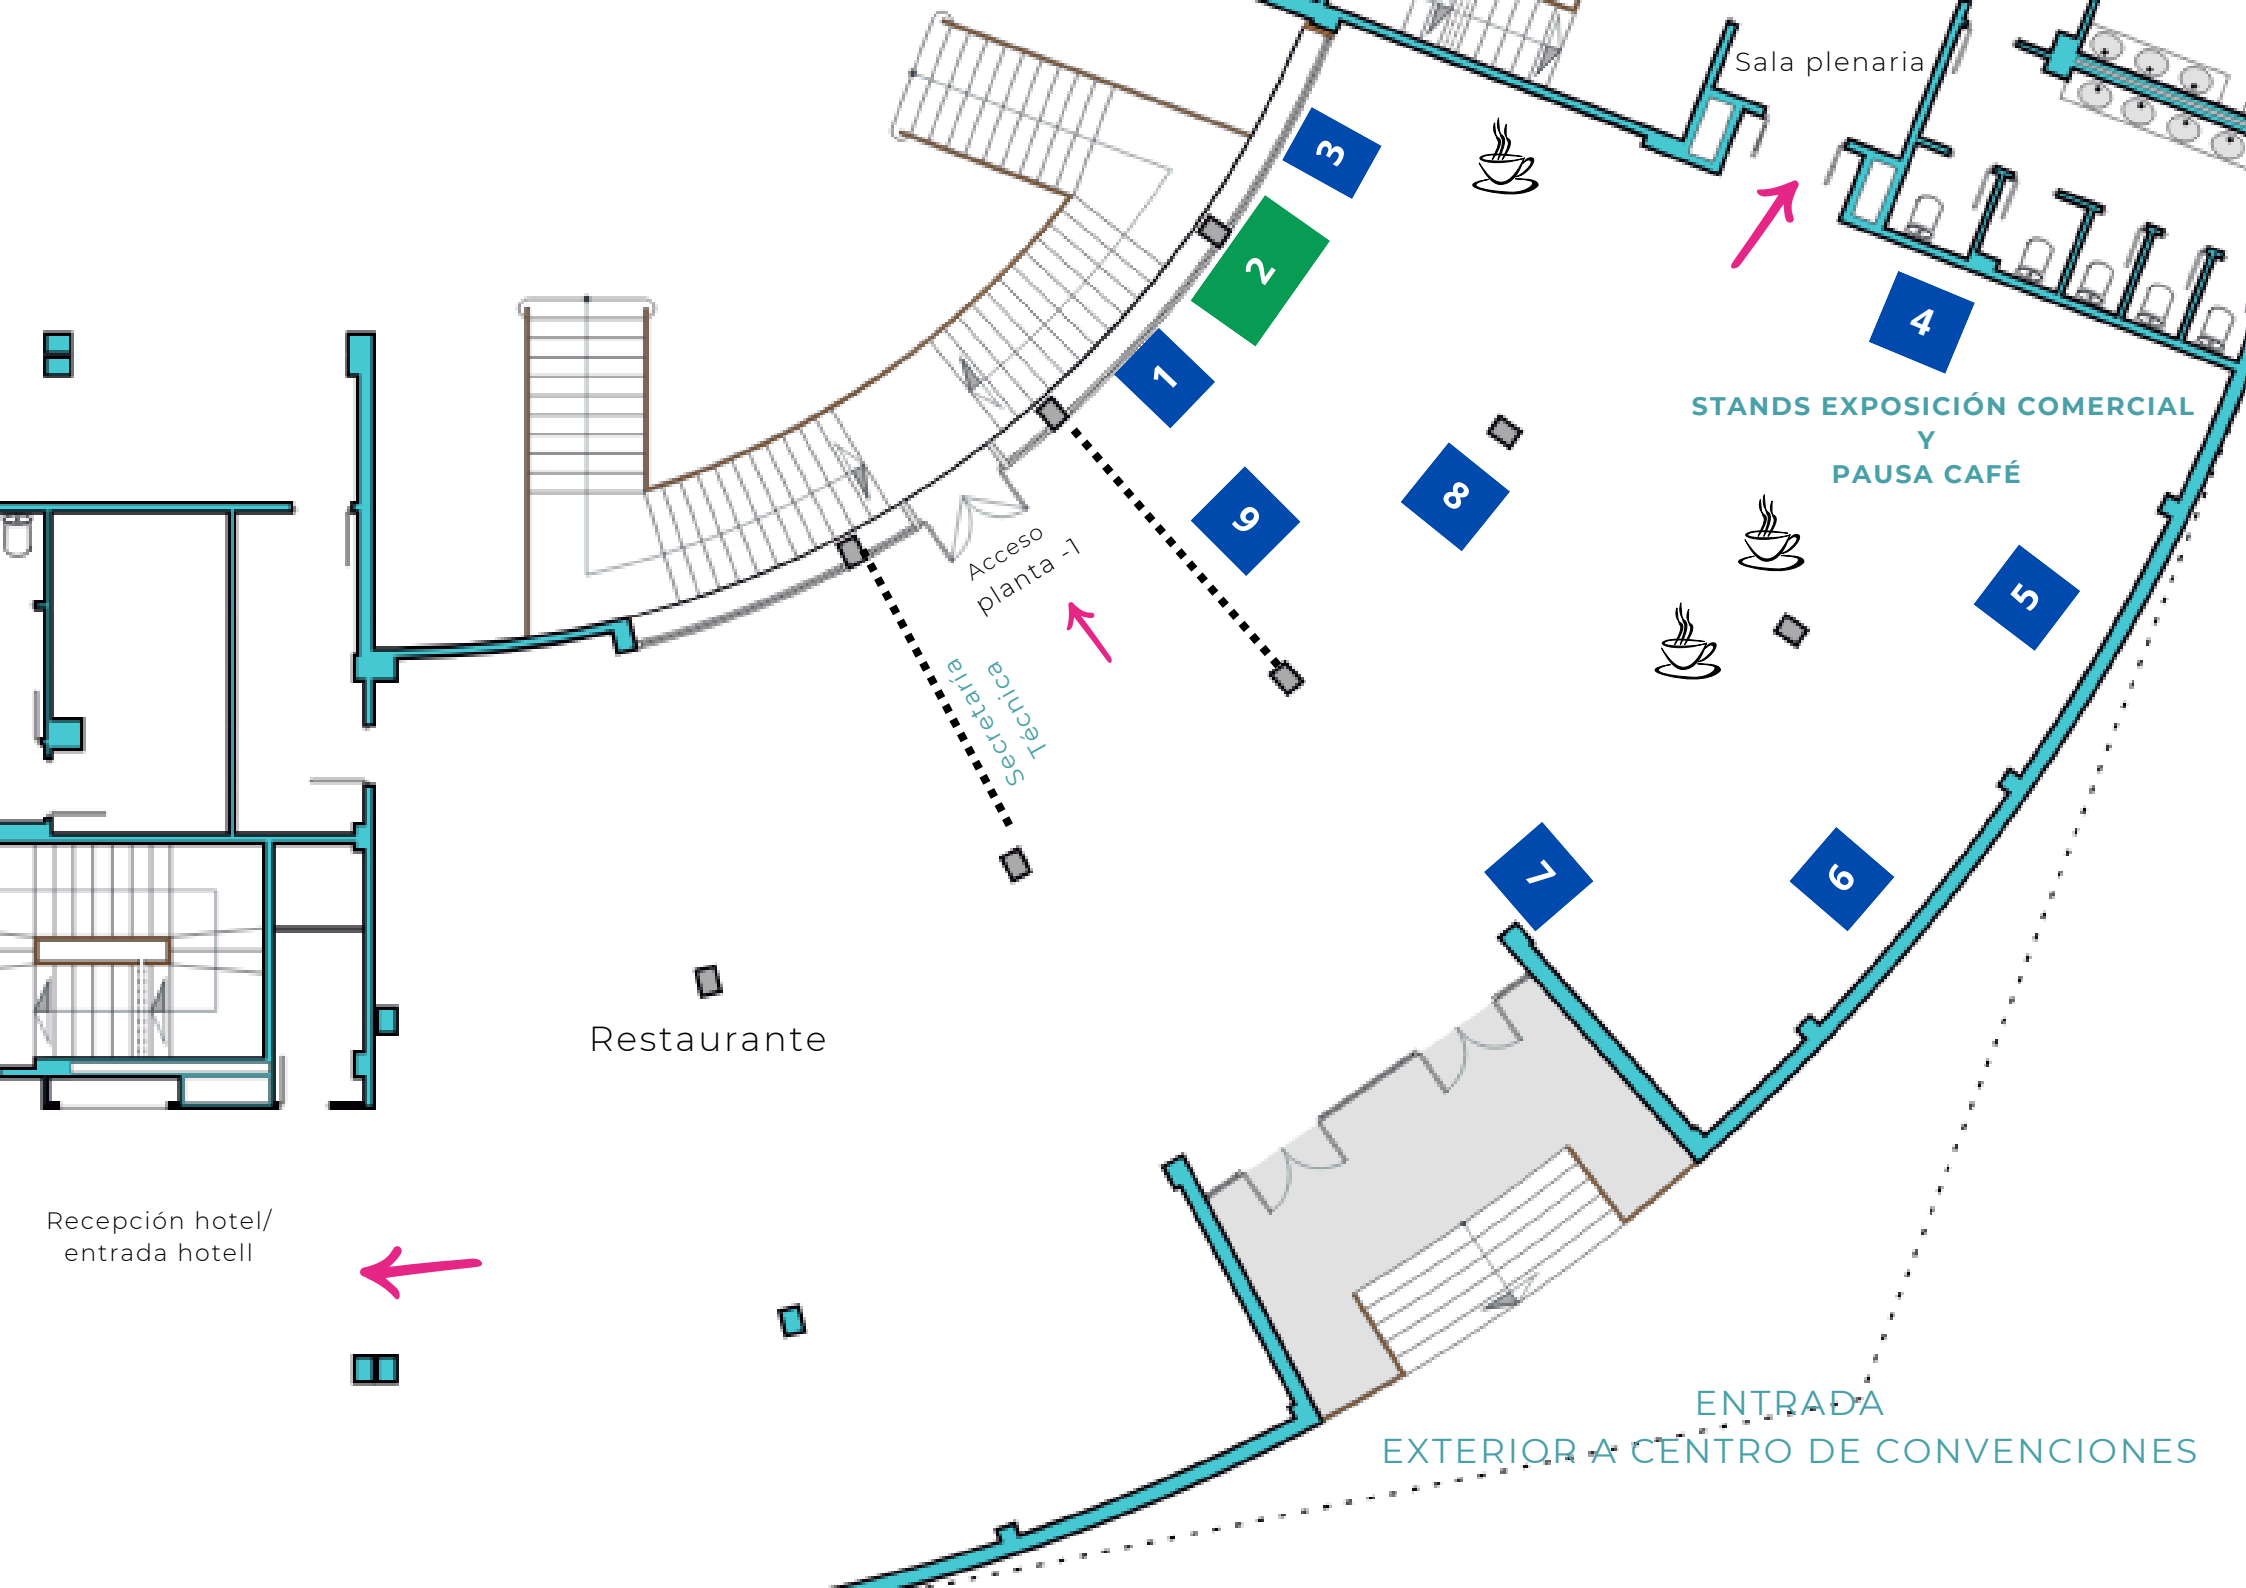 Sala plenaria
3
2
1
4
STANDS EXPOSICIÓN COMERCIAL
Y
PAUSA CAFÉ
8
9
5
Acceso
planta -1
Secretaría
Técnica
7
6
Restaurante
Recepción hotel/
entrada hotell
ENTRADA
EXTERIOR A CENTRO DE CONVENCIONES